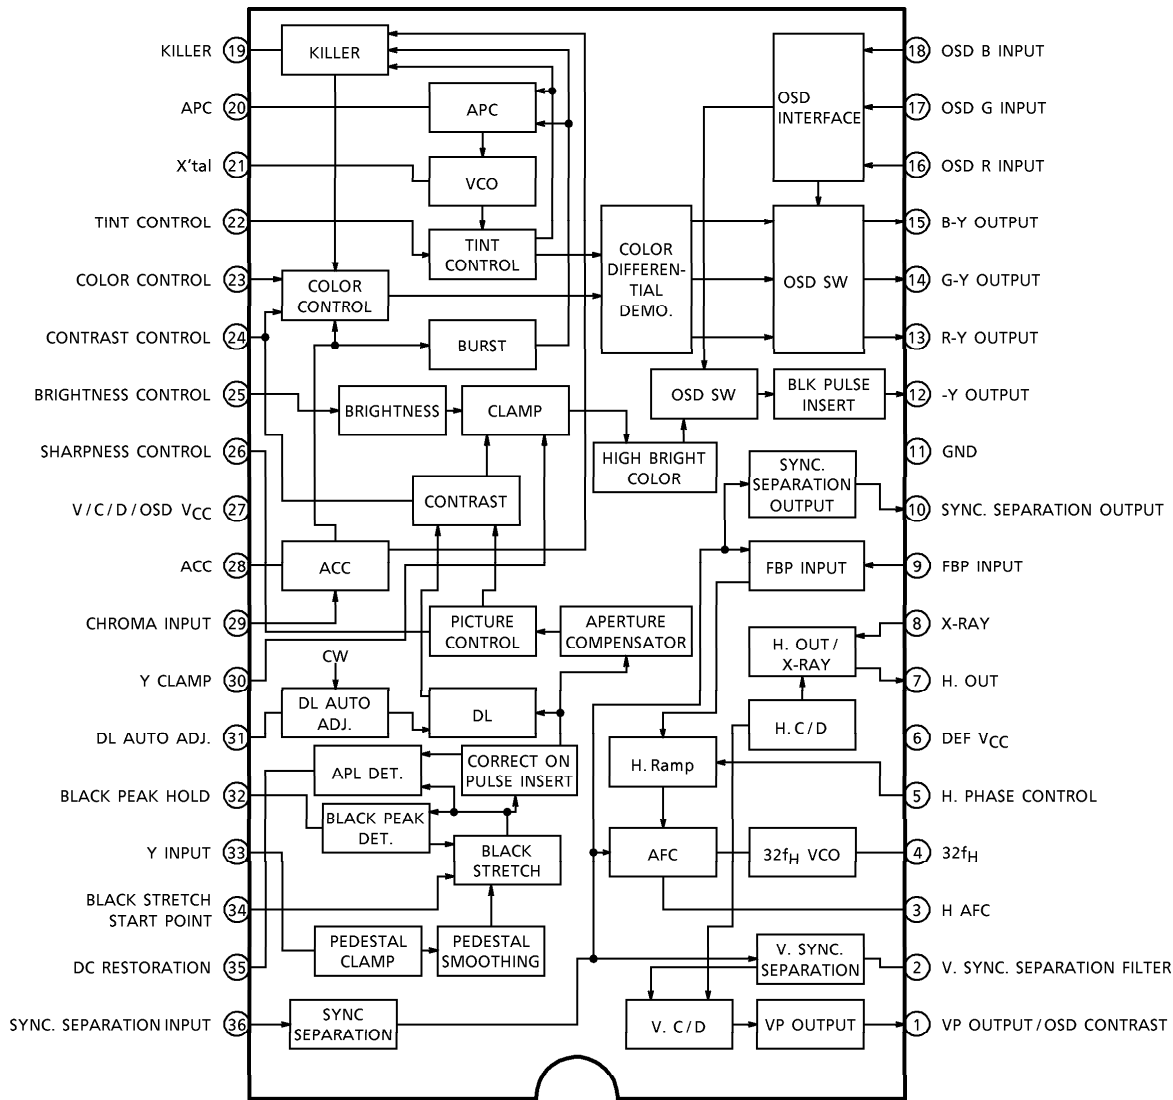 KILLER 19
APC 20
X'tal 21
TINT CONTROL 22
COLOR CONTROL 23
CONTRAST CONTROL 24
BRIGHTNESS CONTROL 25
SHARPNESS CONTROL 26
V/C/D/OSD VCC 27
ACC 28
CHROMA INPUT 29
Y CLAMP 30
DL AUTO ADJ. 31
BLACK PEAK HOLD 32
Y INPUT 33
BLACK STRETCH
START POINT 34
DC RESTORATION 35
SYNC. SEPARATION INPUT 36
KILLER
APC
VCO
TINT
CONTROL
COLOR
CONTROL
BURST
BRIGHTNESS
CLAMP
CONTRAST
ACC
PICTURE
CONTROL
APERTURE
COMPENSATOR
CW
DL AUTO
ADJ.
DL
APL DET.
CORRECT ON
PULSE INSERT
BLACK PEAK
DET.
BLACK
STRETCH
PEDESTAL
CLAMP
PEDESTAL
SMOOTHING
SYNC
SEPARATION
OSD
INTERFACE
COLOR
DIFFEREN-
TIAL
DEMO.
OSD SW
OSD SW
BLK PULSE
INSERT
HIGH BRIGHT
COLOR
SYNC.
SEPARATION
OUTPUT
FBP INPUT
H. OUT/
X-RAY
H. C/D
H. Ramp
AFC
32fH VCO
V. SYNC.
SEPARATION
V. C/D
VP OUTPUT
18 OSD B INPUT
17 OSD G INPUT
16 OSD R INPUT
15 B-Y OUTPUT
14 G-Y OUTPUT
13 R-Y OUTPUT
12 -Y OUTPUT
11 GND
10 SYNC. SEPARATION OUTPUT
9 FBP INPUT
8 X-RAY
7 H. OUT
6 DEF VCC
5 H. PHASE CONTROL
4 32fH
3 H AFC
2 V. SYNC. SEPARATION FILTER
1 VP OUTPUT/OSD CONTRAST